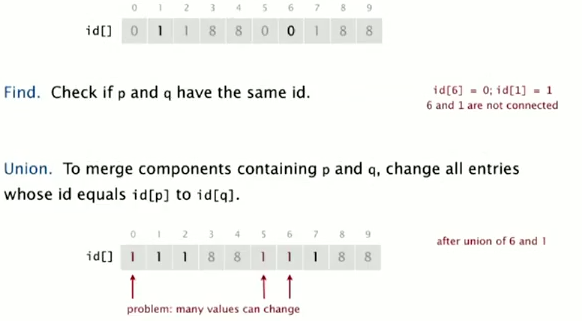 0 1 2 3 4 5 6 7 8 9
id[] 0 1 1 8 8 0 0 1 8 8
Find. Check if p and q have the same id.
id[6] = 0; id[1] = 1
6 and 1 are not connected
Union. To merge components containing p and q, change all entries
whose id equals id[p] to id[q].
0 1 2 3 4 5 6 7 8 9
id[] 1 1 1 8 8 1 1 1 8 8
after union of 6 and 1
problem: many values can change